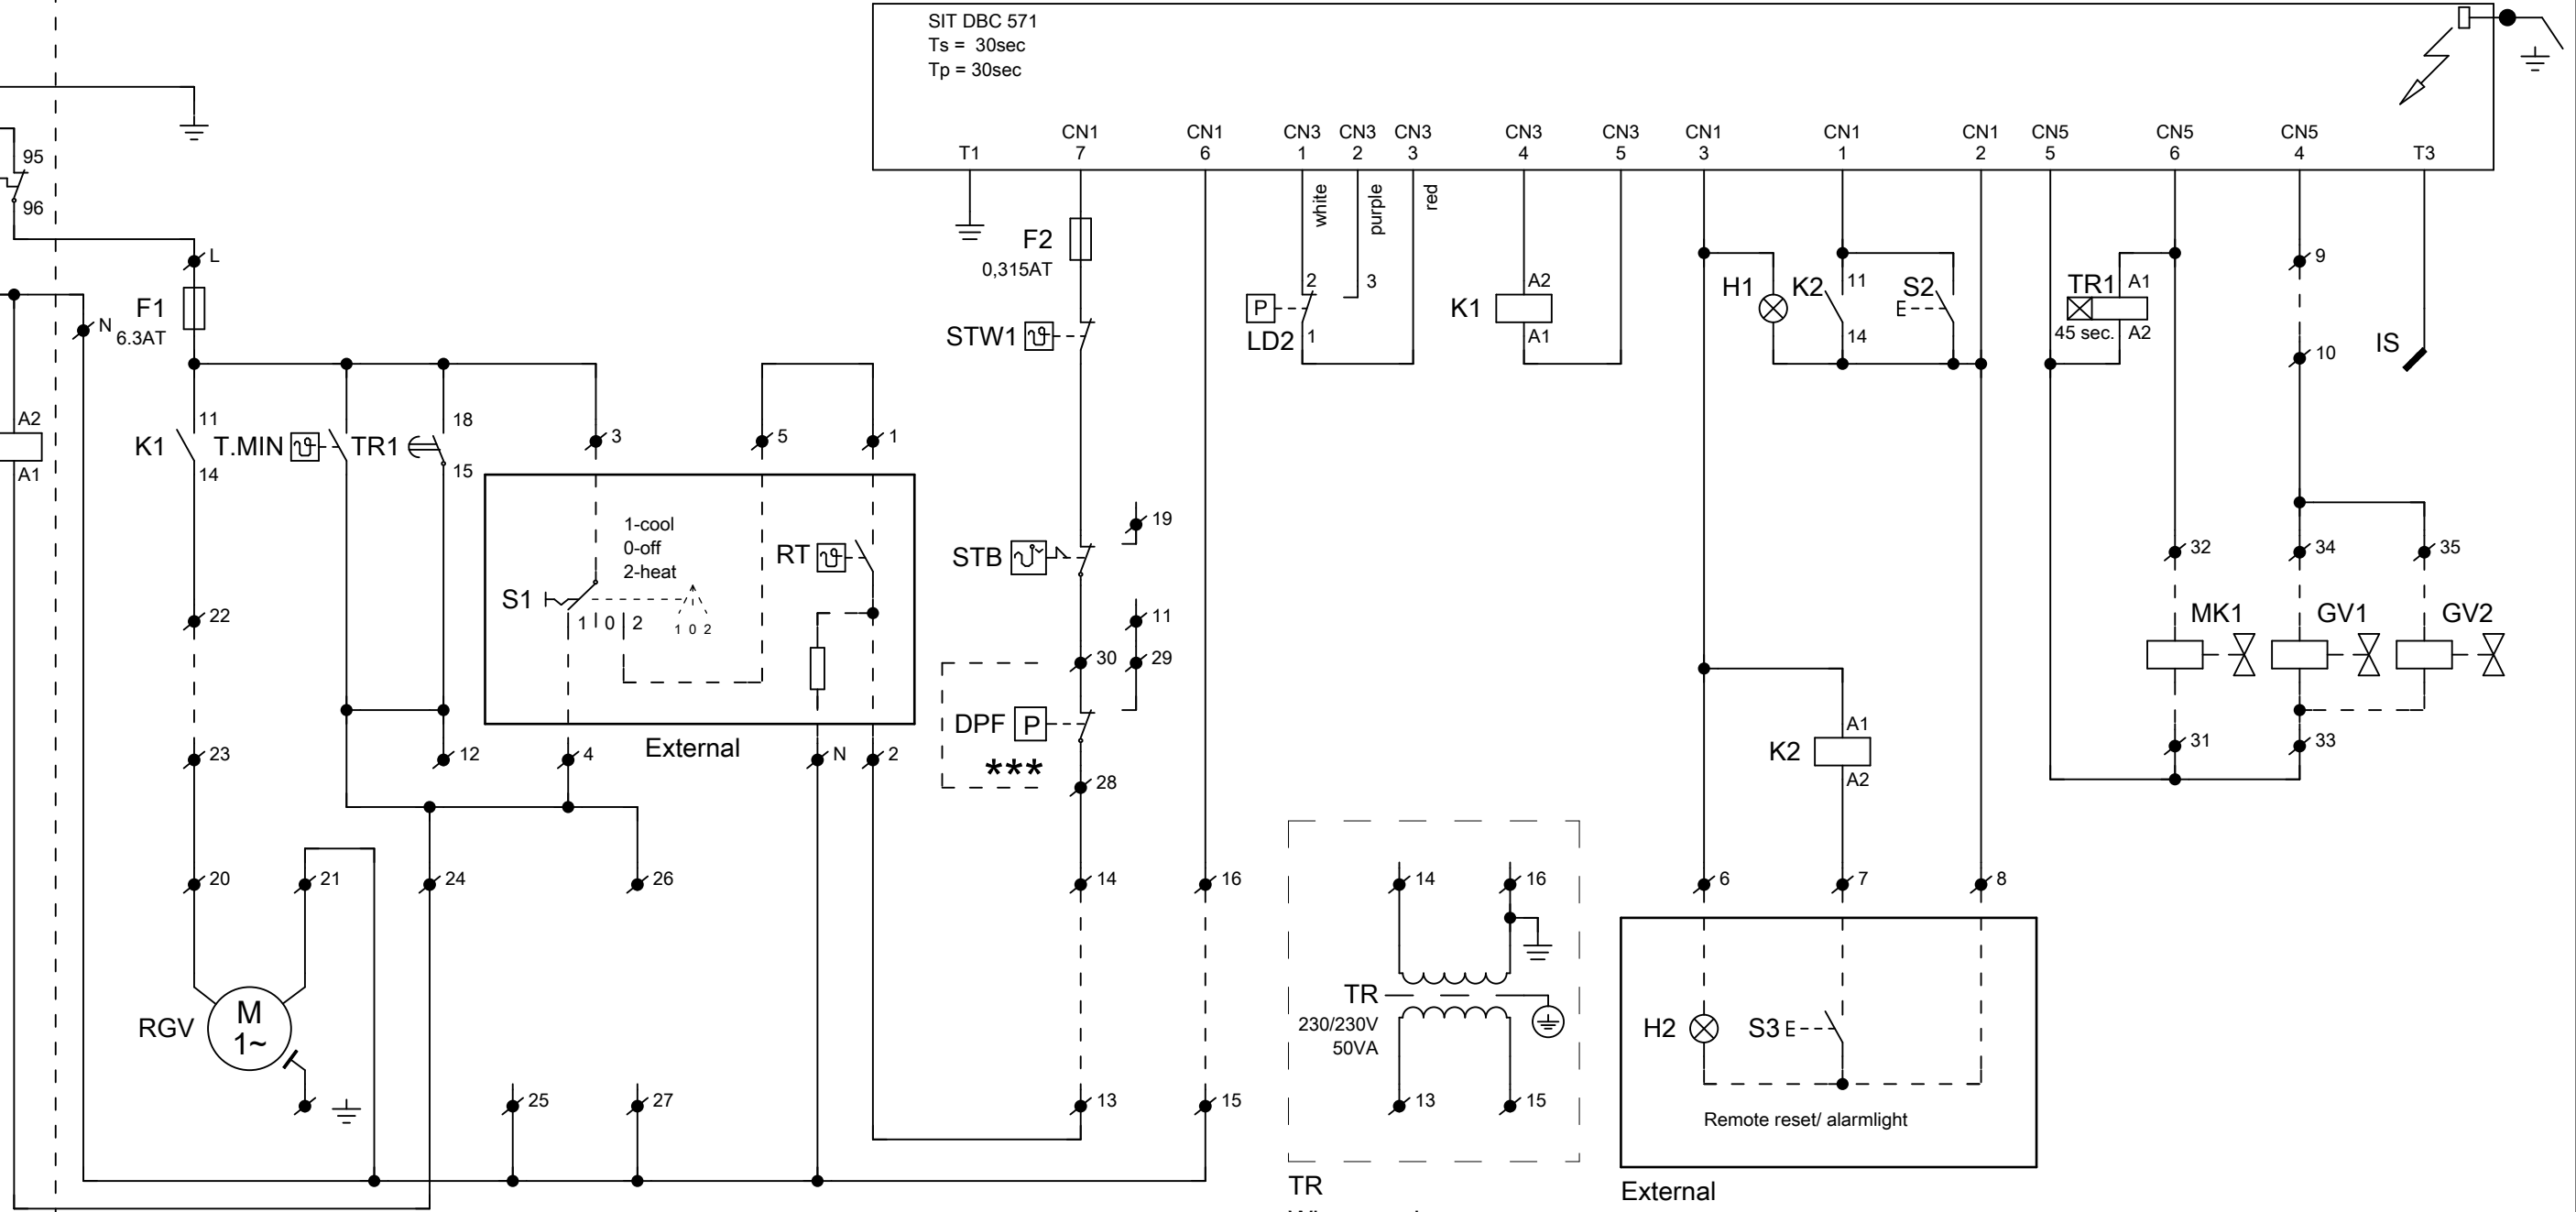 SIT DBC 571
Ts = 30sec
Tp = 30sec
T1
CN1
7
CN1
6
CN3
1
CN3
2
CN3
3
CN3
4
CN3
5
CN1
3
CN1
1
CN1
2
CN5
5
CN5
6
CN5
4
T3
white
purple
red
95
96
L
N
F1
6.3AT
F2
0,315AT
STW1
P
LD2
2
1
3
K1
A2
A1
H1
K2
11
14
S2
E
TR1
A1
A2
45 sec.
9
10
IS
A2
A1
K1
11
14
T.MIN
TR1
18
15
3
5
1
1-cool
0-off
2-heat
S1
1
0
2
1 0 2
RT
External
STB
19
11
30
29
DPF
P
***
28
22
23
12
4
N
2
32
34
35
MK1
GV1
GV2
31
33
K2
A1
A2
20
21
24
26
14
16
14
16
6
7
8
RGV
M
1~
TR
230/230V
50VA
H2
S3
E
25
27
13
15
13
15
Remote reset/ alarmlight
TR
External